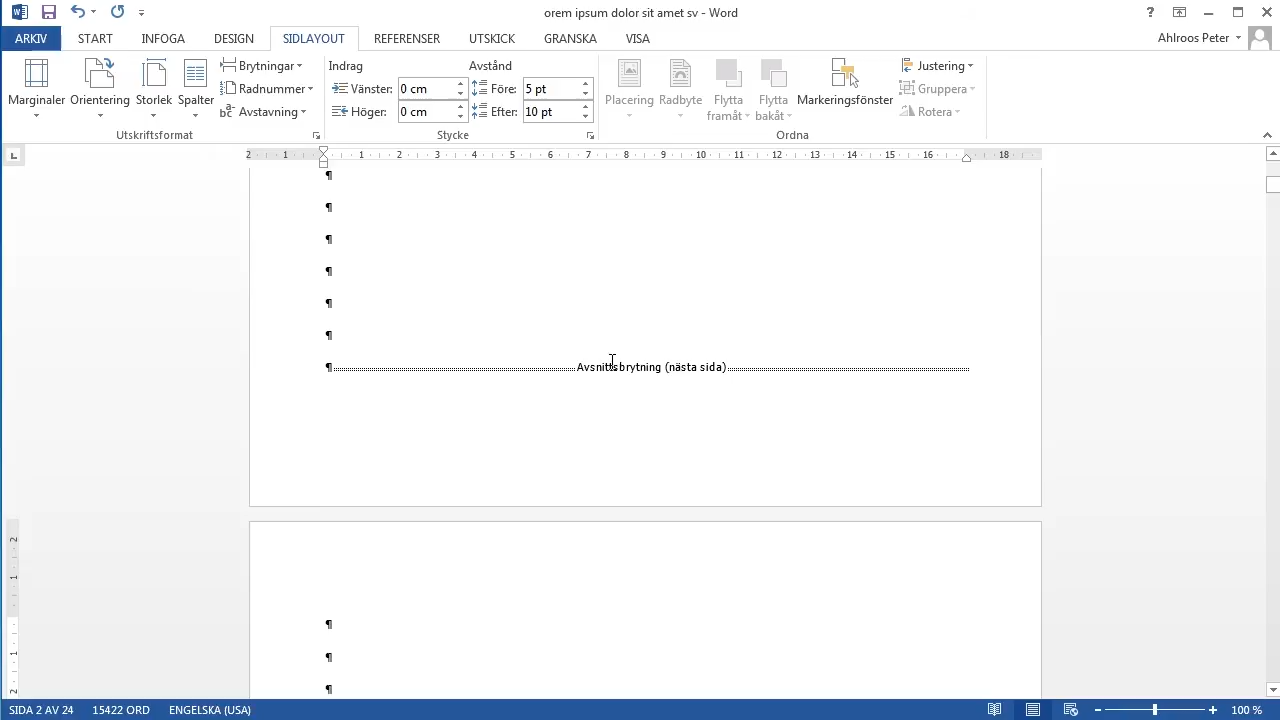 orem ipsum dolor sit amet sv - Word
ARKIV START INFOGA DESIGN SIDLAYOUT REFERENSER UTSKICK GRANSKA VISA
Ahlroos Peter
Marginaler Orientering Storlek Spalter
Brytningar
Radnummer
Avstavning
Utskriftsformat
Indrag Avstånd
Vänster: 0 cm Före: 5 pt
Höger: 0 cm Efter: 10 pt
Stycke
Placering Radbyte Flytta framåt Flytta bakåt Markeringsfönster
Justering
Gruppera
Rotera
Ordna
2 1 1 2 3 4 5 6 7 8 9 10 11 12 13 14 15 16 18
¶
¶
¶
¶
¶
¶
¶ Avsnittsbrytning (nästa sida)
2
1
1
2
¶
¶
¶
SIDA 2 AV 24 15422 ORD ENGELSKA (USA) 100 %